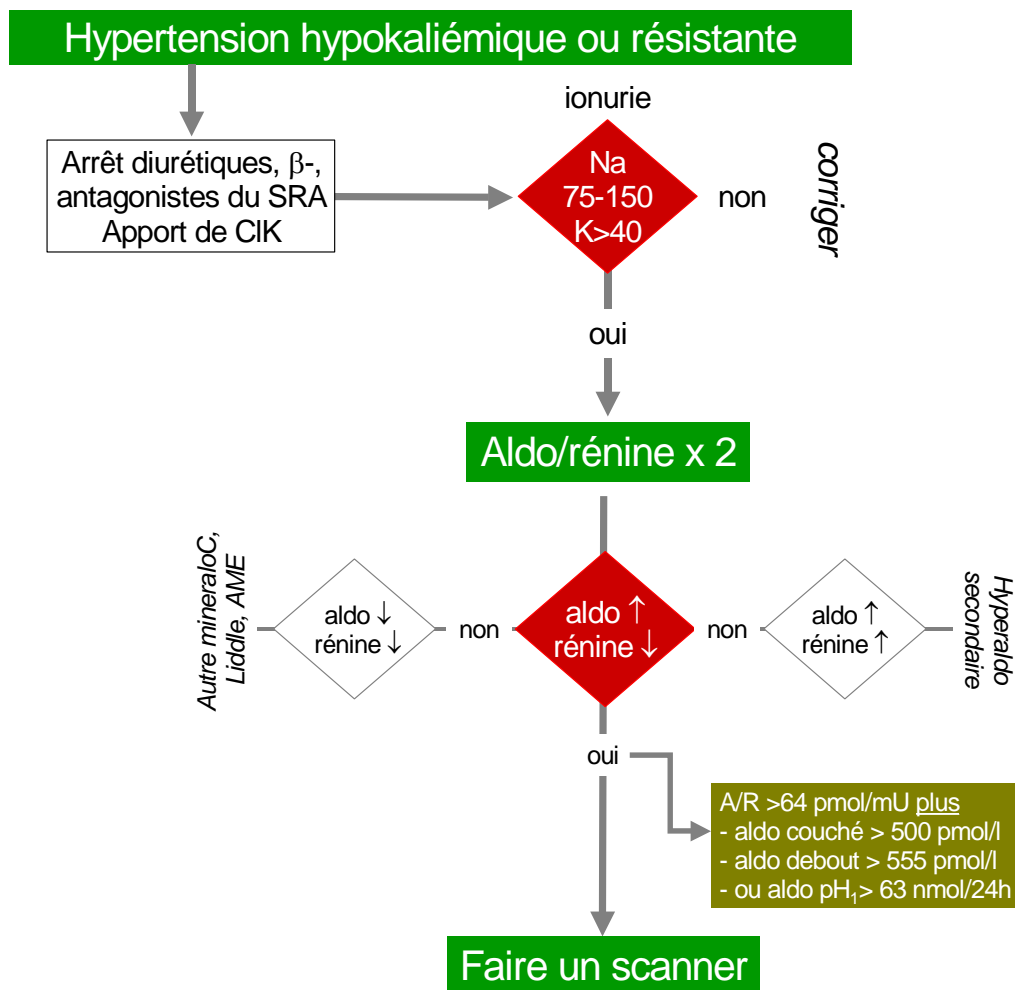 Hypertension hypokaliémique ou résistante
ionurie
Arrêt diurétiques, β-,
antagonistes du SRA
Apport de ClK
Na
75-150
K>40
non
corriger
oui
Aldo/rénine x 2
Autre mineraloC,
Liddle, AME
aldo ↓
rénine ↓
non
aldo ↑
rénine ↓
non
aldo ↑
rénine ↑
Hyperaldo
secondaire
oui
A/R >64 pmol/mU plus
- aldo couché > 500 pmol/l
- aldo debout > 555 pmol/l
- ou aldo pH₁> 63 nmol/24h
Faire un scanner